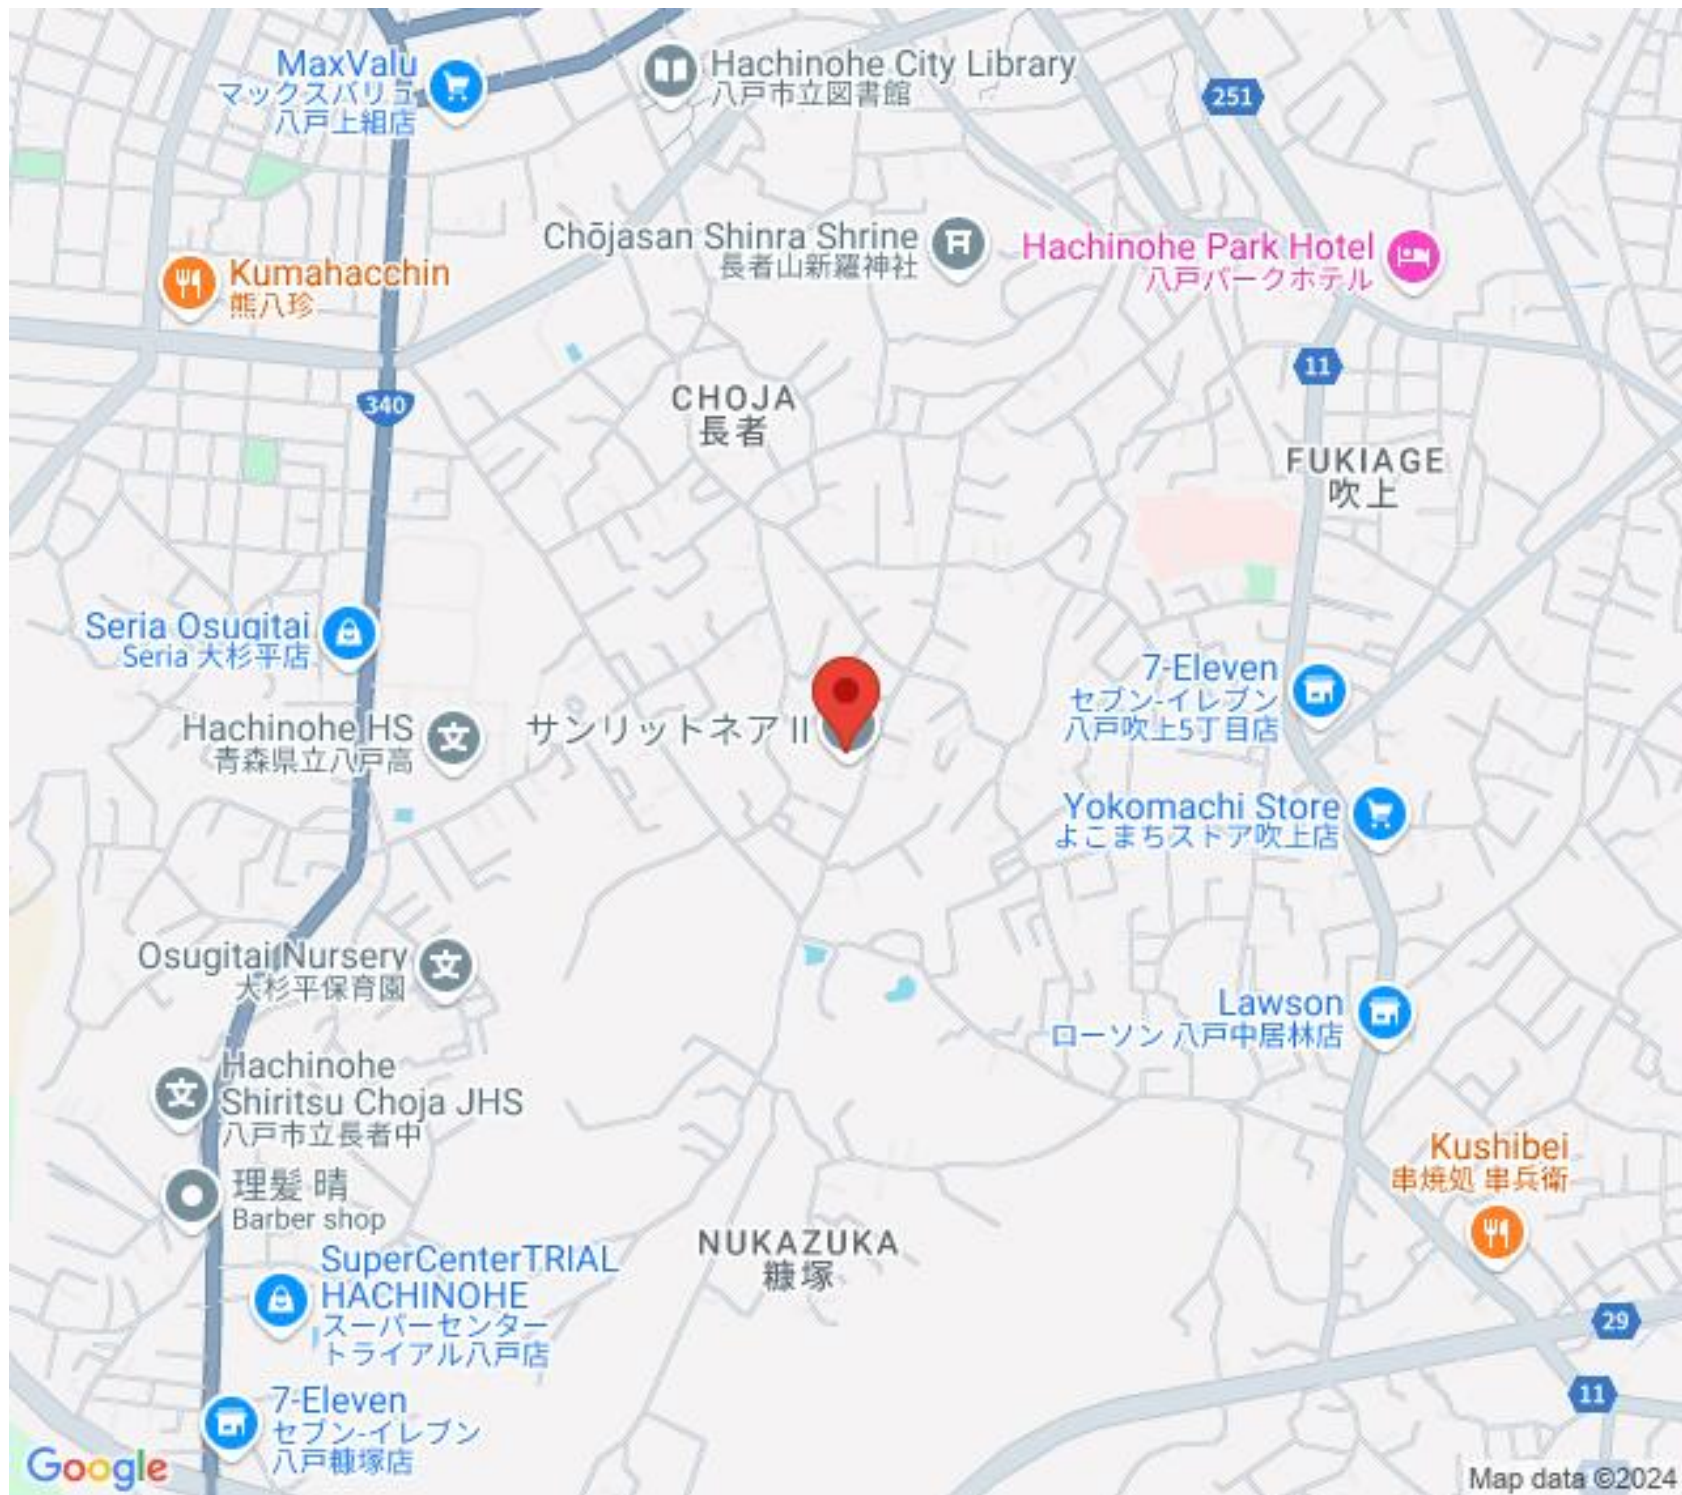 MaxValu
マックスバリュ
八戸上組店
Hachinohe City Library
八戸市立図書館
251
Chōjasan Shinra Shrine
長者山新羅神社
Hachinohe Park Hotel
八戸パークホテル
Kumahacchin
熊八珍
11
340
CHOJA
長者
FUKIAGE
吹上
Seria Osugitai
Seria 大杉平店
7-Eleven
セブン-イレブン
八戸吹上5丁目店
Hachinohe HS
青森県立八戸高
サンリットネアⅡ
Yokomachi Store
よこまちストア吹上店
Osugitai Nursery
大杉平保育園
Lawson
ローソン 八戸中居林店
Hachinohe
Shiritsu Choja JHS
八戸市立長者中
Kushibei
串焼処 串兵衛
理髪 晴
Barber shop
NUKAZUKA
糠塚
SuperCenterTRIAL
HACHINOHE
スーパーセンター
トライアル八戸店
29
11
7-Eleven
セブン-イレブン
八戸糠塚店
Google
Map data ©2024